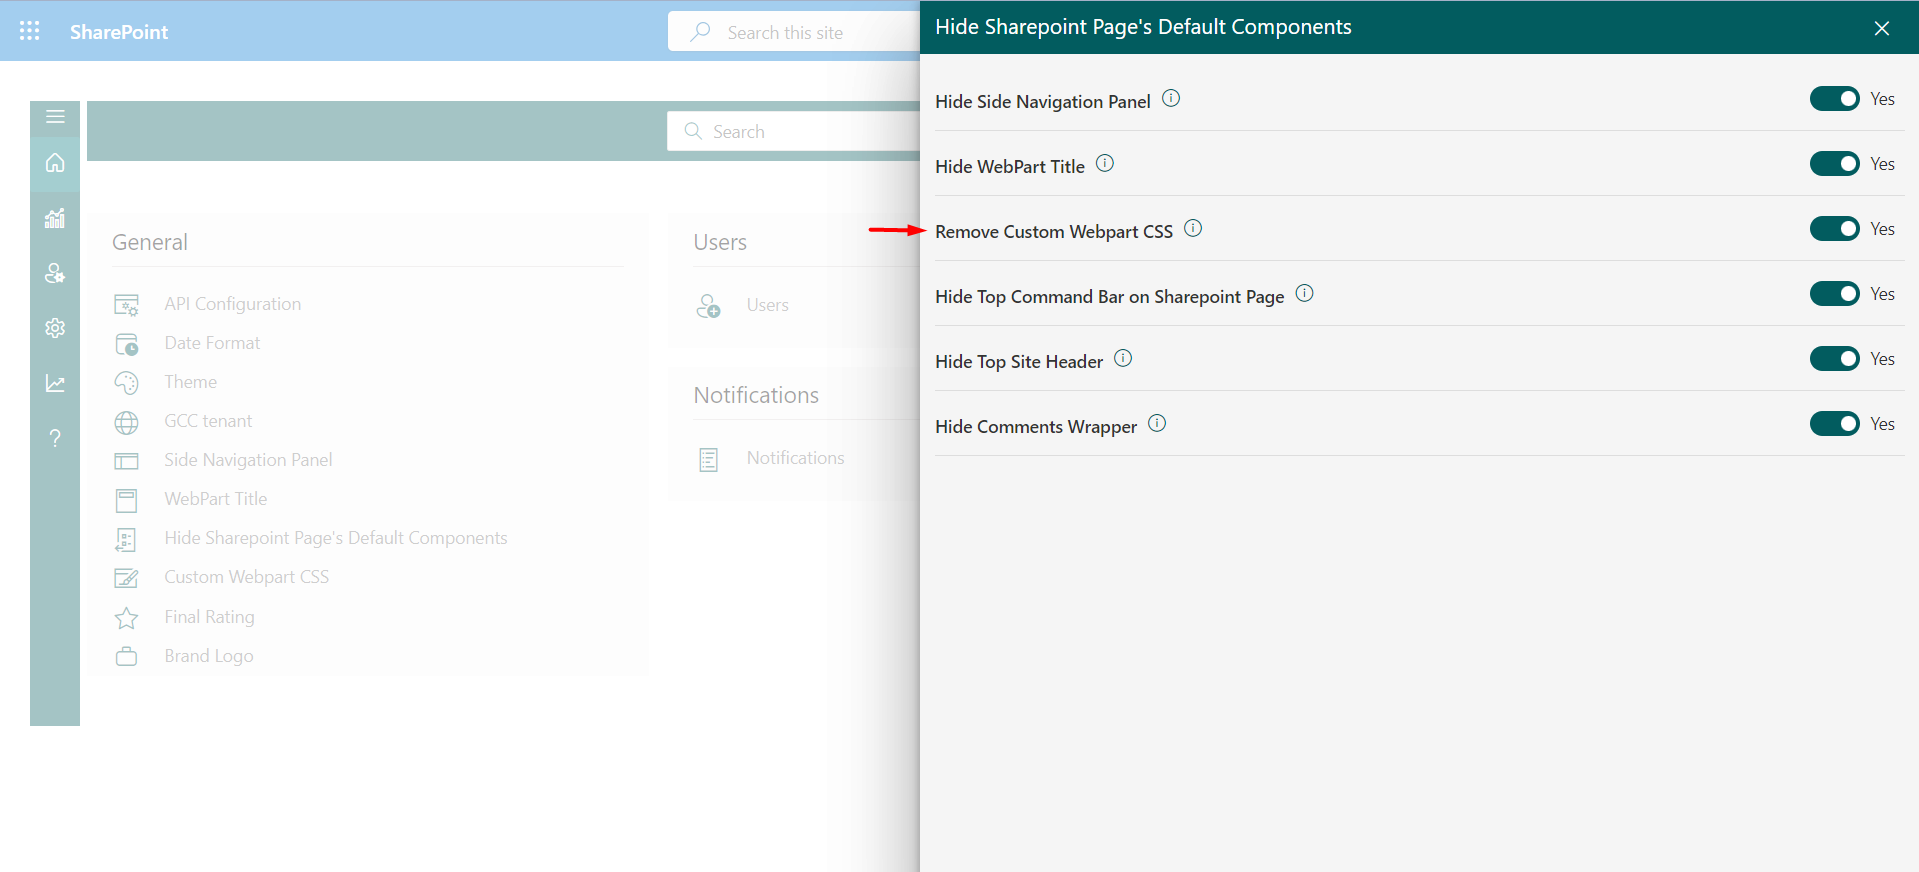 SharePoint
Search this site
Search
General
API Configuration
Date Format
Theme
GCC tenant
Side Navigation Panel
WebPart Title
Hide Sharepoint Page's Default Components
Custom Webpart CSS
Final Rating
Brand Logo
Users
Users
Notifications
Notifications
Hide Sharepoint Page's Default Components
Hide Side Navigation Panel Yes
Hide WebPart Title Yes
Remove Custom Webpart CSS Yes
Hide Top Command Bar on Sharepoint Page Yes
Hide Top Site Header Yes
Hide Comments Wrapper Yes